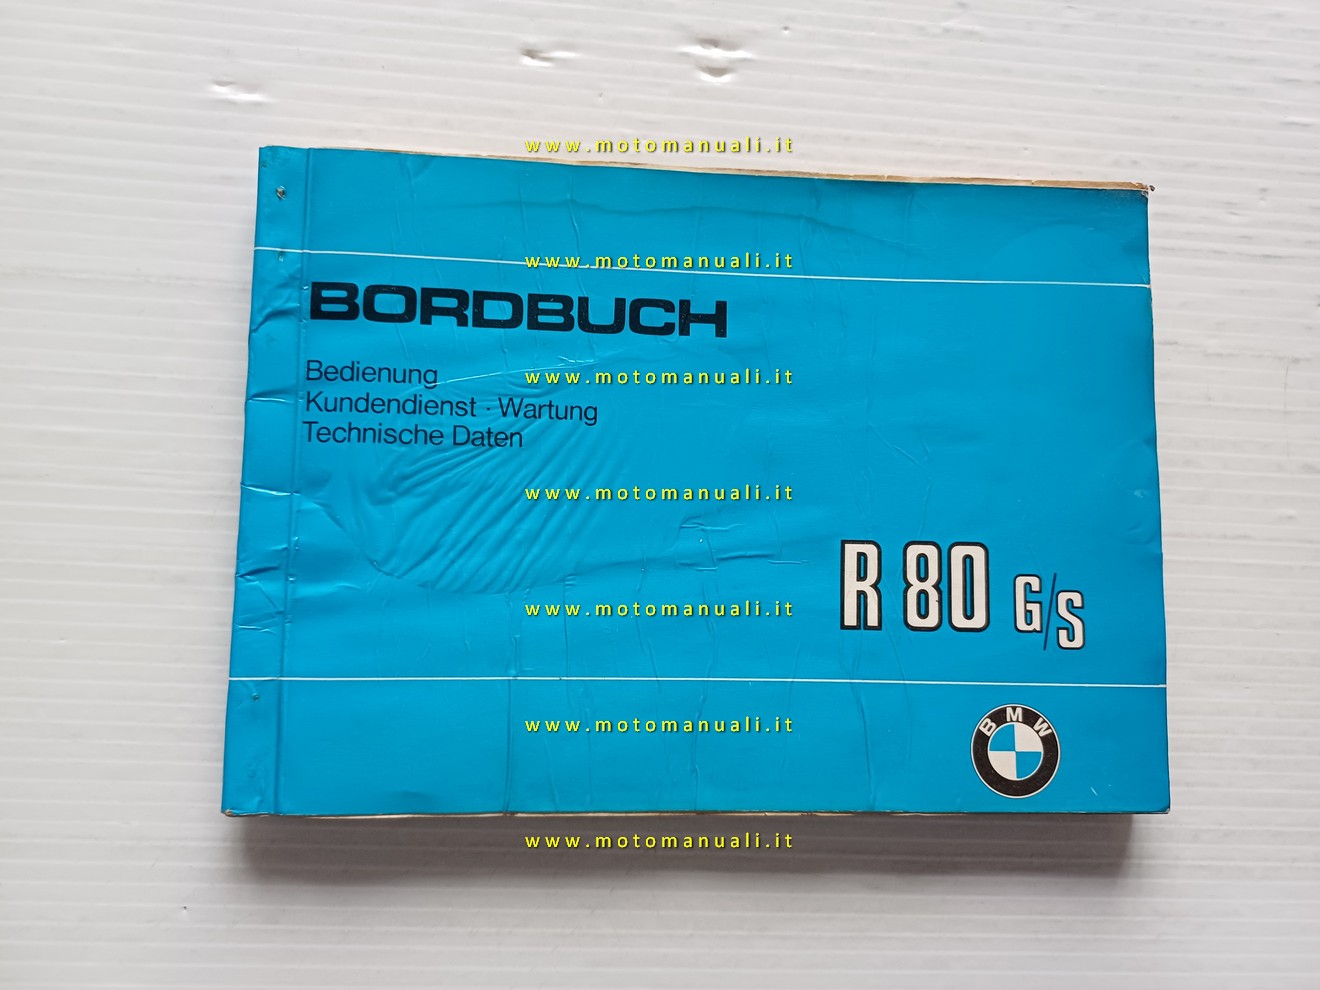 www.motomanuali.it
www.motomanuali.it
BORDBUCH
Bedienung
www.motomanuali.it
Kundendienst · Wartung
Technische Daten
www.motomanuali.it
R 80 G/S
www.motomanuali.it
BMW
www.motomanuali.it
www.motomanuali.it